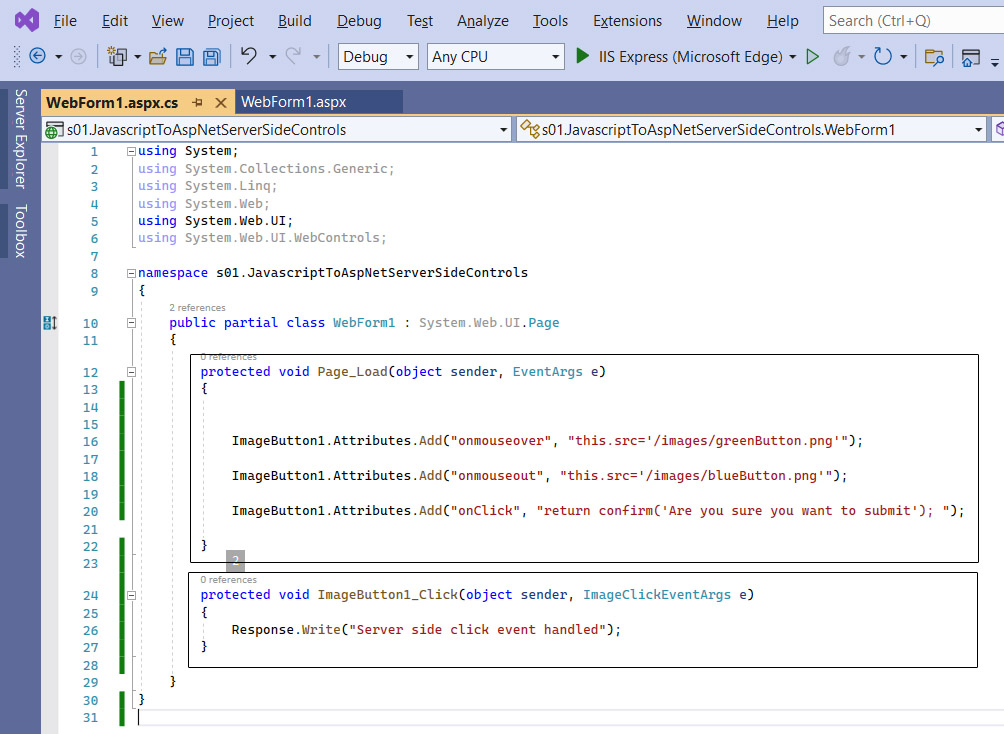 File Edit View Project Build Debug Test Analyze Tools Extensions Window Help Search (Ctrl+Q)
Debug Any CPU IIS Express (Microsoft Edge)
WebForm1.aspx.cs WebForm1.aspx
s01.JavascriptToAspNetServerSideControls s01.JavascriptToAspNetServerSideControls.WebForm1
Server Explorer
Toolbox
1 using System;
2 using System.Collections.Generic;
3 using System.Linq;
4 using System.Web;
5 using System.Web.UI;
6 using System.Web.UI.WebControls;
7
8 namespace s01.JavascriptToAspNetServerSideControls
9 {
2 references
10 public partial class WebForm1 : System.Web.UI.Page
11 {
0 references
12 protected void Page_Load(object sender, EventArgs e)
13 {
14
15
16 ImageButton1.Attributes.Add("onmouseover", "this.src='/images/greenButton.png'");
17
18 ImageButton1.Attributes.Add("onmouseout", "this.src='/images/blueButton.png'");
19
20 ImageButton1.Attributes.Add("onClick", "return confirm('Are you sure you want to submit'); ");
21
22 }
23 2
0 references
24 protected void ImageButton1_Click(object sender, ImageClickEventArgs e)
25 {
26 Response.Write("Server side click event handled");
27 }
28
29 }
30 }
31